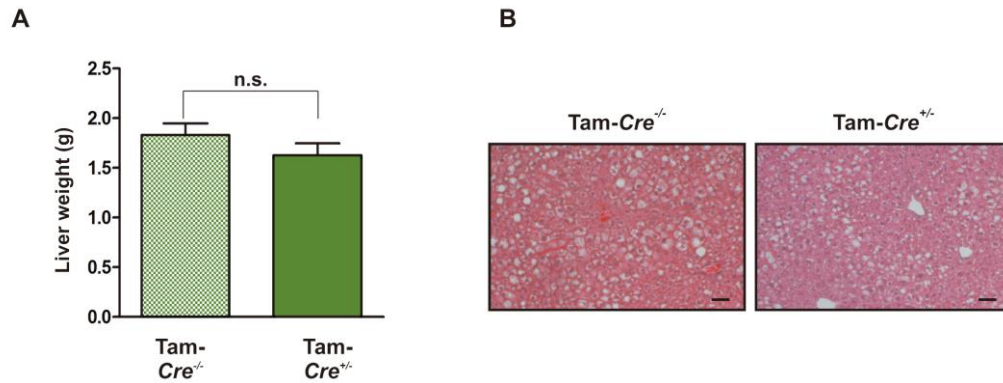 A
B
n.s.
2.5
2.0
1.5
1.0
0.5
0.0
Liver weight (g)
Tam-
Cre-/-
Tam-
Cre+/-
Tam-Cre-/-
Tam-Cre+/-